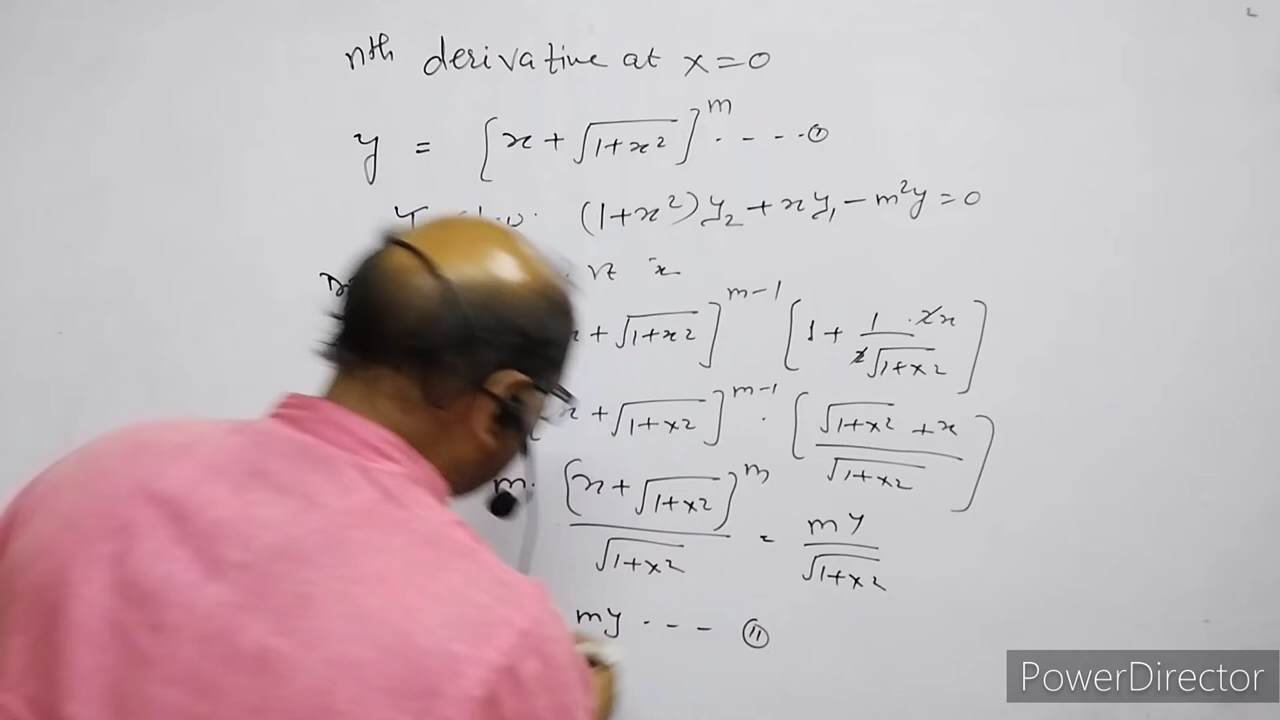 nth derivative at x=0
y = [x+√(1+x²)]^m ---- ①
(1+x²)y₂+xy₁-m²y=0
x
+√(1+x²)]^(m-1) [1+1/(2√(1+x²))·2x]
x+√(1+x²)]^(m-1) · [(√(1+x²)+x)/√(1+x²)]
m. [x+√(1+x²)]^m/√(1+x²) = my/√(1+x²)
my --- ⑪
PowerDirector